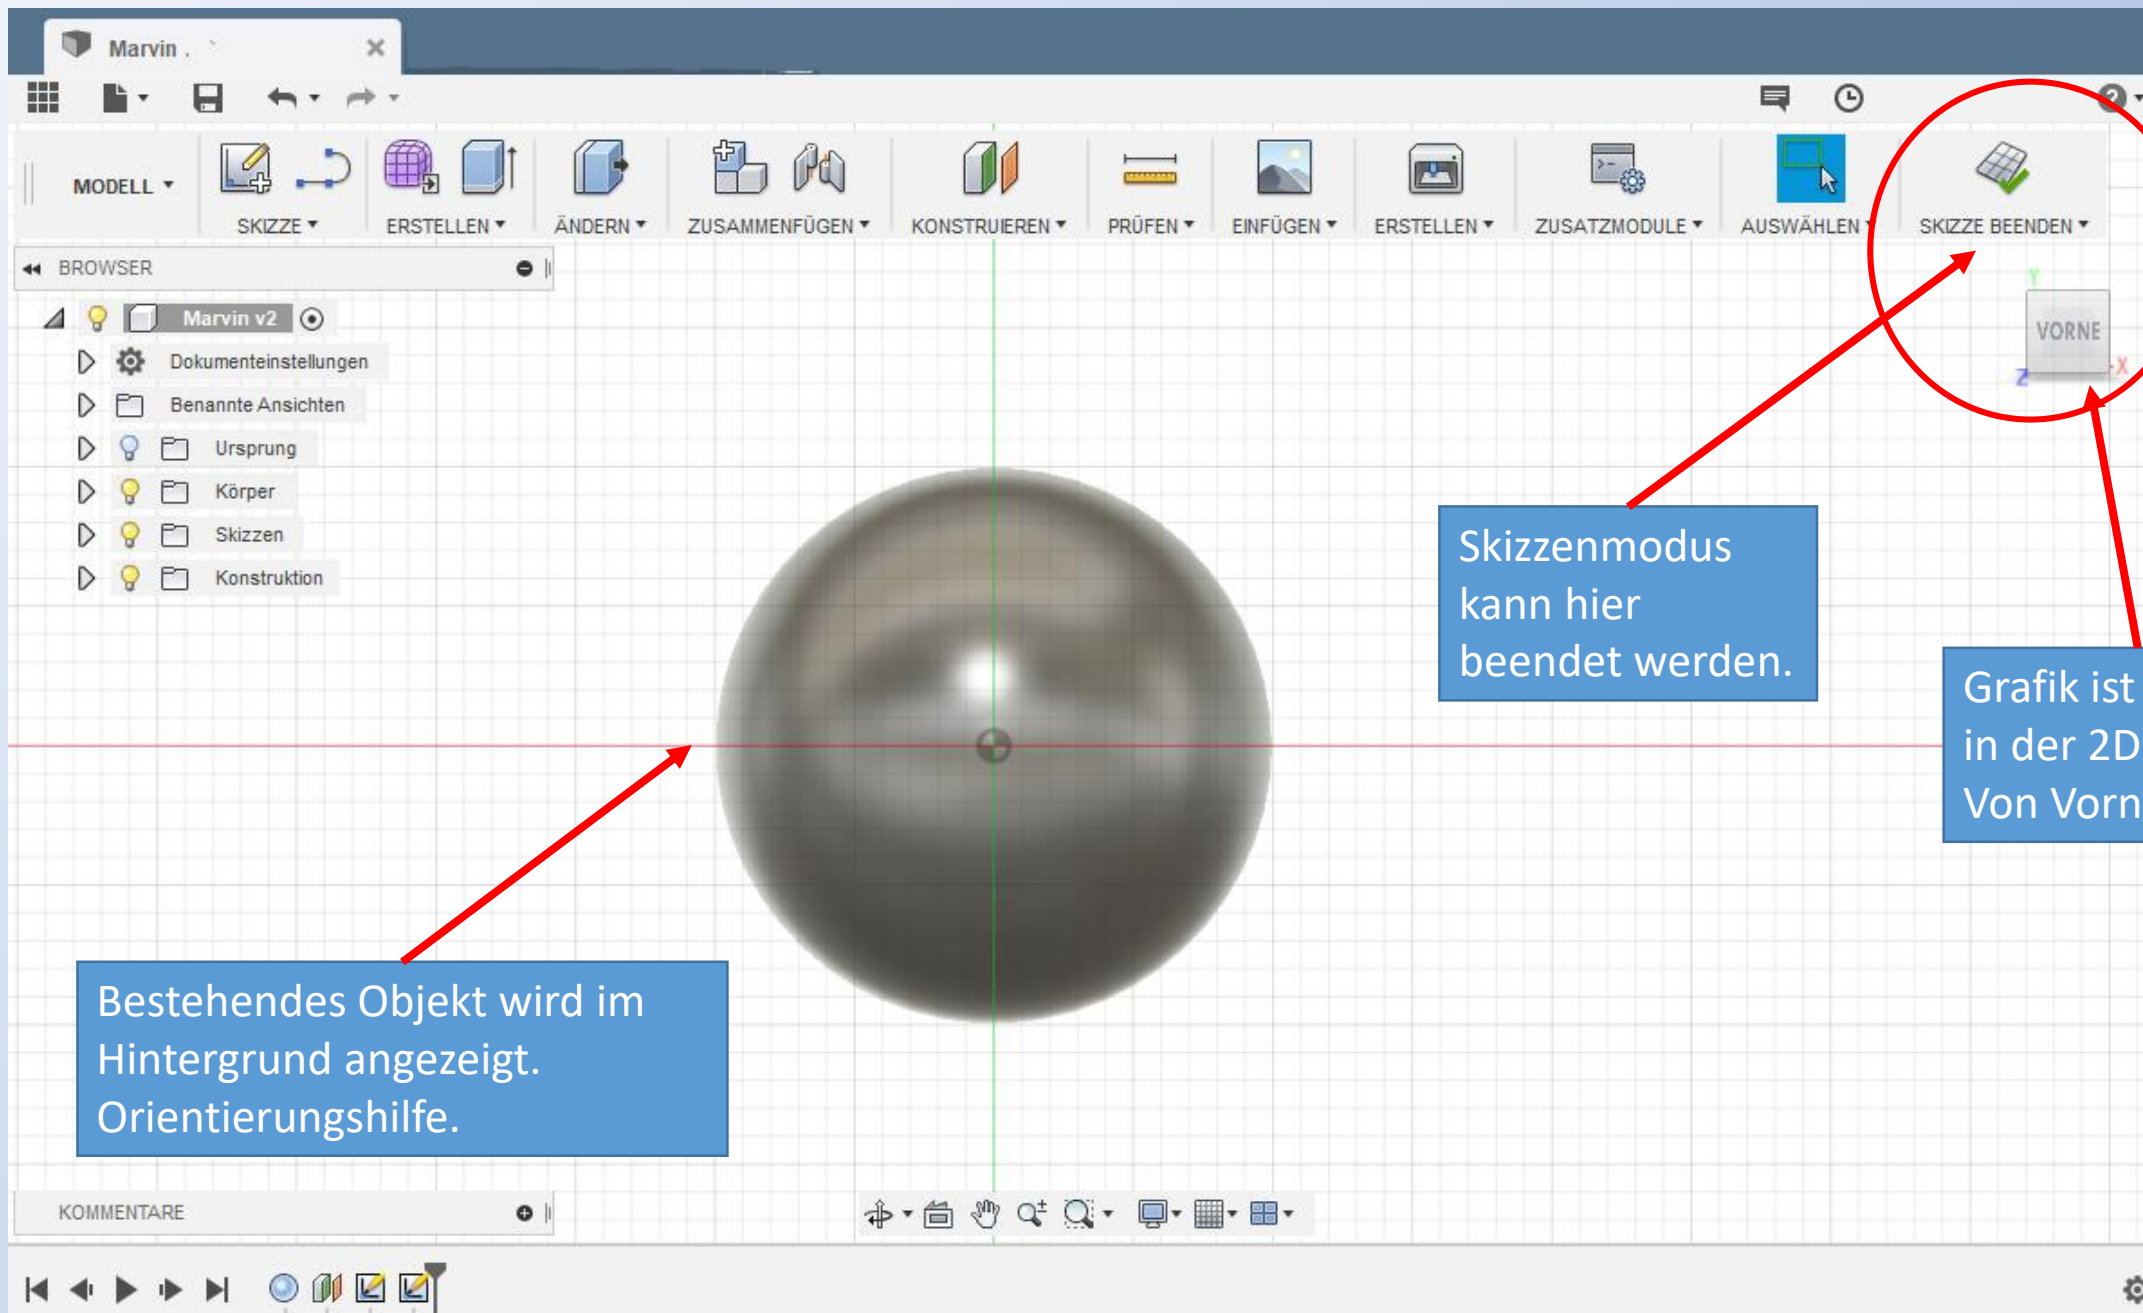 Marvin .
MODELL
SKIZZE
ERSTELLEN
ÄNDERN
ZUSAMMENFÜGEN
KONSTRUIEREN
PRÜFEN
EINFÜGEN
ERSTELLEN
ZUSATZMODULE
AUSWÄHLEN
SKIZZE BEENDEN
BROWSER
Marvin v2
Dokumenteinstellungen
Benannte Ansichten
Ursprung
Körper
Skizzen
Konstruktion
Y
VORNE
Z
X
Skizzenmodus
kann hier
beendet werden.
Grafik ist
in der 2D
Von Vorn
Bestehendes Objekt wird im
Hintergrund angezeigt.
Orientierungshilfe.
KOMMENTARE